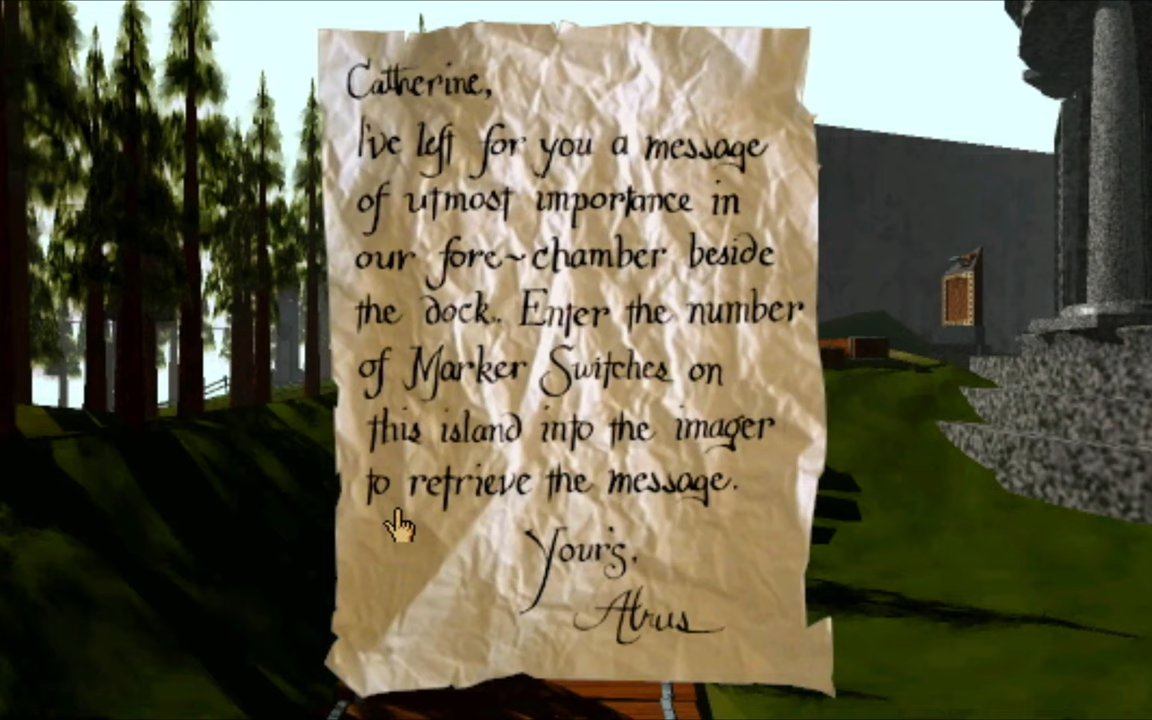 Catherine,
I've left for you a message
of utmost importance in
our fore~chamber beside
the dock. Enter the number
of Marker Switches on
this island into the imager
to retrieve the message.
Yours,
Atrus